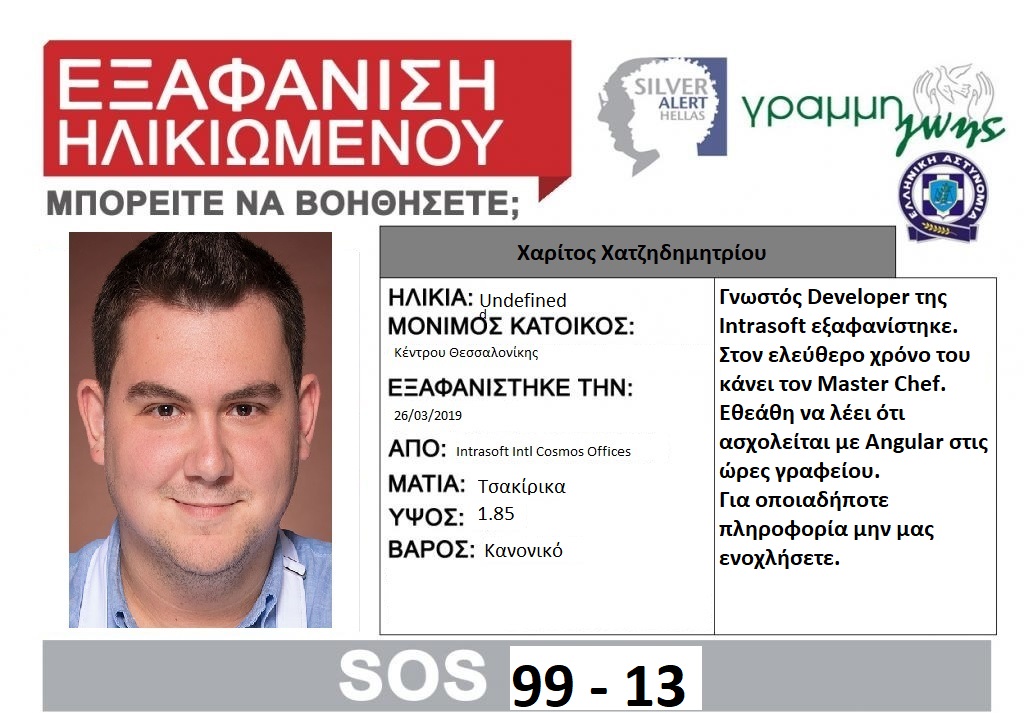 ΕΞΑΦΑΝΙΣΗ
ΗΛΙΚΙΩΜΕΝΟΥ
ΜΠΟΡΕΙΤΕ ΝΑ ΒΟΗΘΗΣΕΤΕ;
SILVER
ALERT
HELLAS
γραμμη
ζωης
ΕΛΛΗΝΙΚΗ ΑΣΤΥΝΟΜΙΑ
Χαρίτος Χατζηδημητρίου
ΗΛΙΚΙΑ: Undefined
d
ΜΟΝΙΜΟΣ ΚΑΤΟΙΚΟΣ:
Κέντρου Θεσσαλονίκης
ΕΞΑΦΑΝΙΣΤΗΚΕ ΤΗΝ:
26/03/2019
ΑΠΟ: Intrasoft Intl Cosmos Offices
ΜΑΤΙΑ: Τσακίρικα
ΥΨΟΣ: 1.85
ΒΑΡΟΣ: Κανονικό
Γνωστός Developer της
Intrasoft εξαφανίστηκε.
Στον ελεύθερο χρόνο του
κάνει τον Master Chef.
Εθεάθη να λέει ότι
ασχολείται με Angular στις
ώρες γραφείου.
Για οποιαδήποτε
πληροφορία μην μας
ενοχλήσετε.
SOS 99 - 13